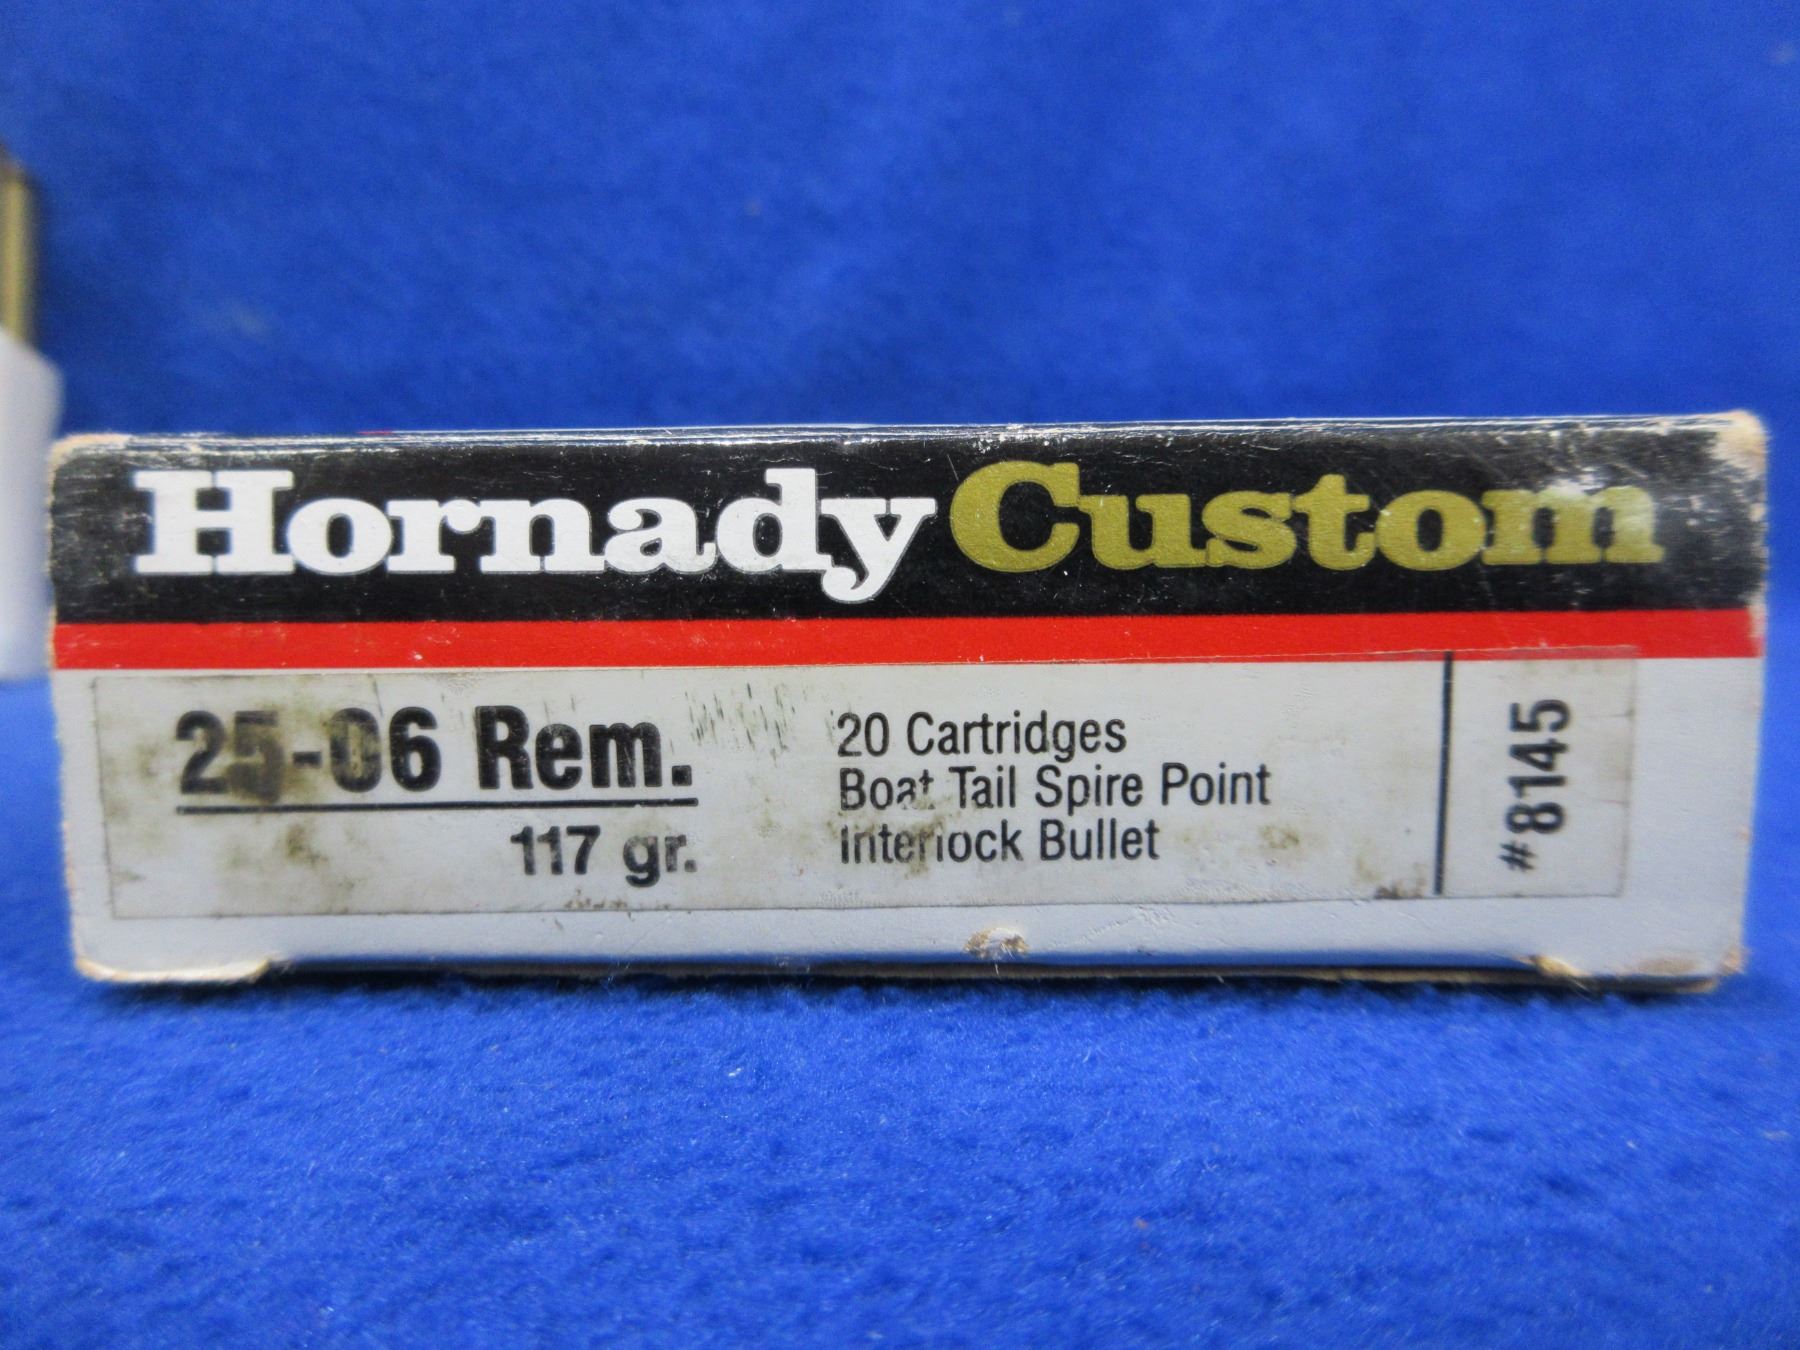 Hornady Custom
25-06 Rem.
117 gr.
20 Cartridges
Boat Tail Spire Point
Interlock Bullet
#8145